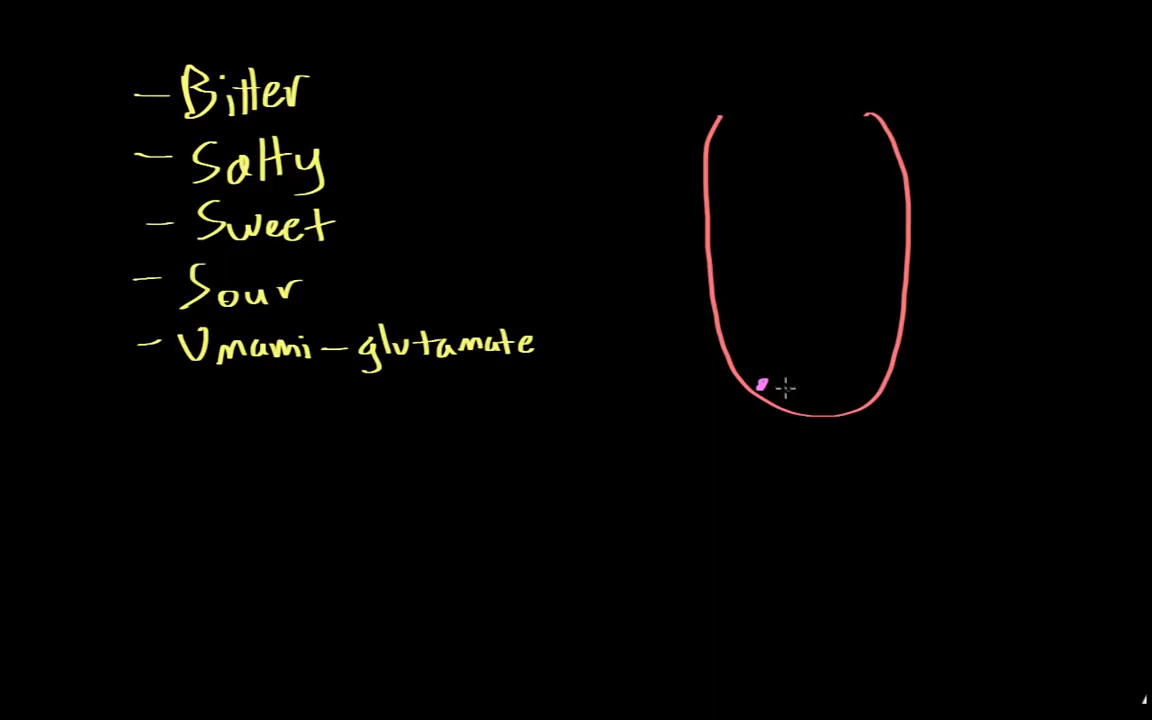 - Bitter
- Salty
- Sweet
- Sour
- Umami - glutamate